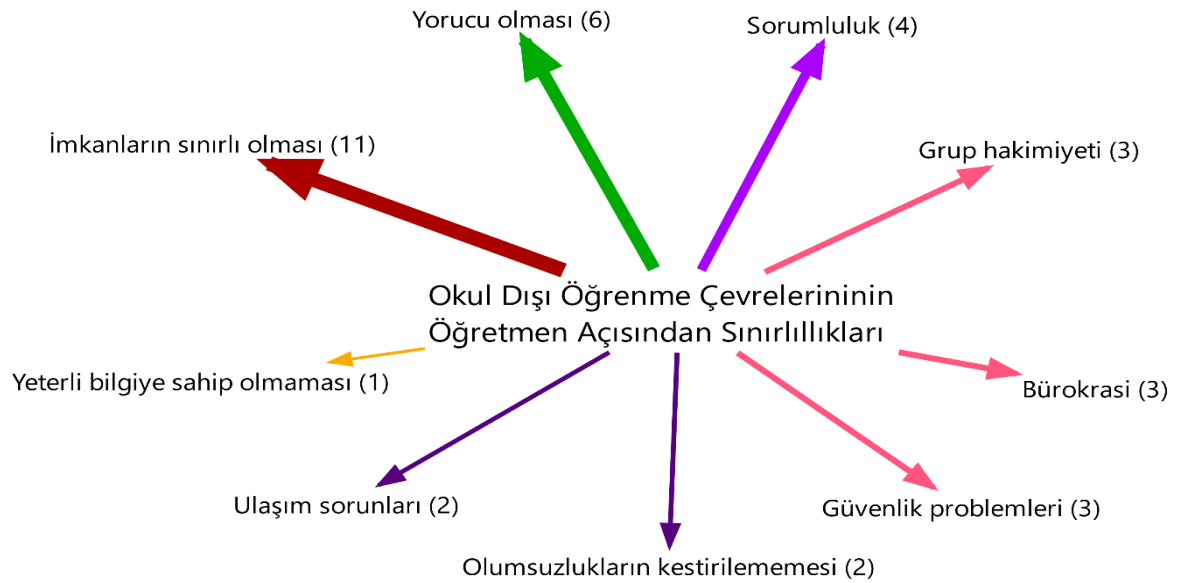 Yorucu olması (6)
Sorumluluk (4)
İmkanların sınırlı olması (11)
Grup hakimiyeti (3)
Okul Dışı Öğrenme Çevrelerininin
Öğretmen Açısından Sınırlıllıkları
Yeterli bilgiye sahip olmaması (1)
Bürokrasi (3)
Ulaşım sorunları (2)
Güvenlik problemleri (3)
Olumsuzlukların kestirilememesi (2)